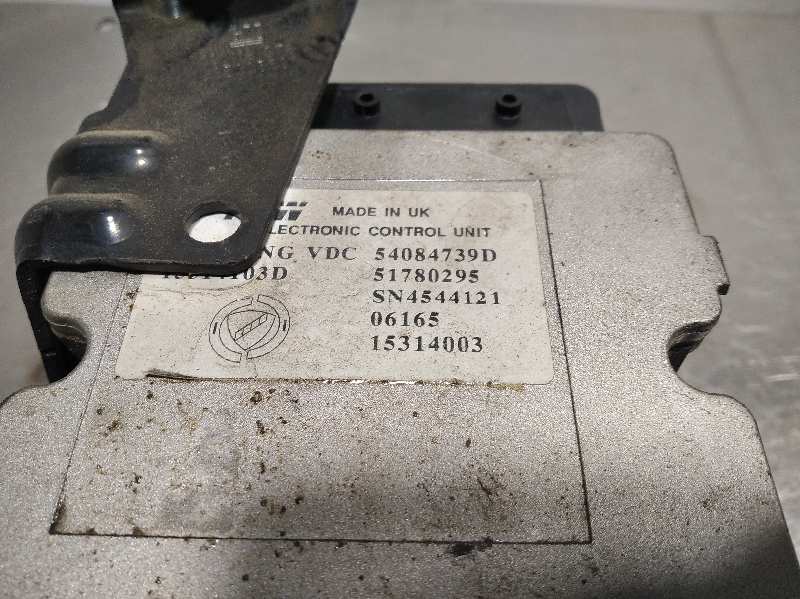 MADE IN UK
ELECTRONIC CONTROL UNIT
VDC 54084739D
51780295
SN4544121
06165
15314003